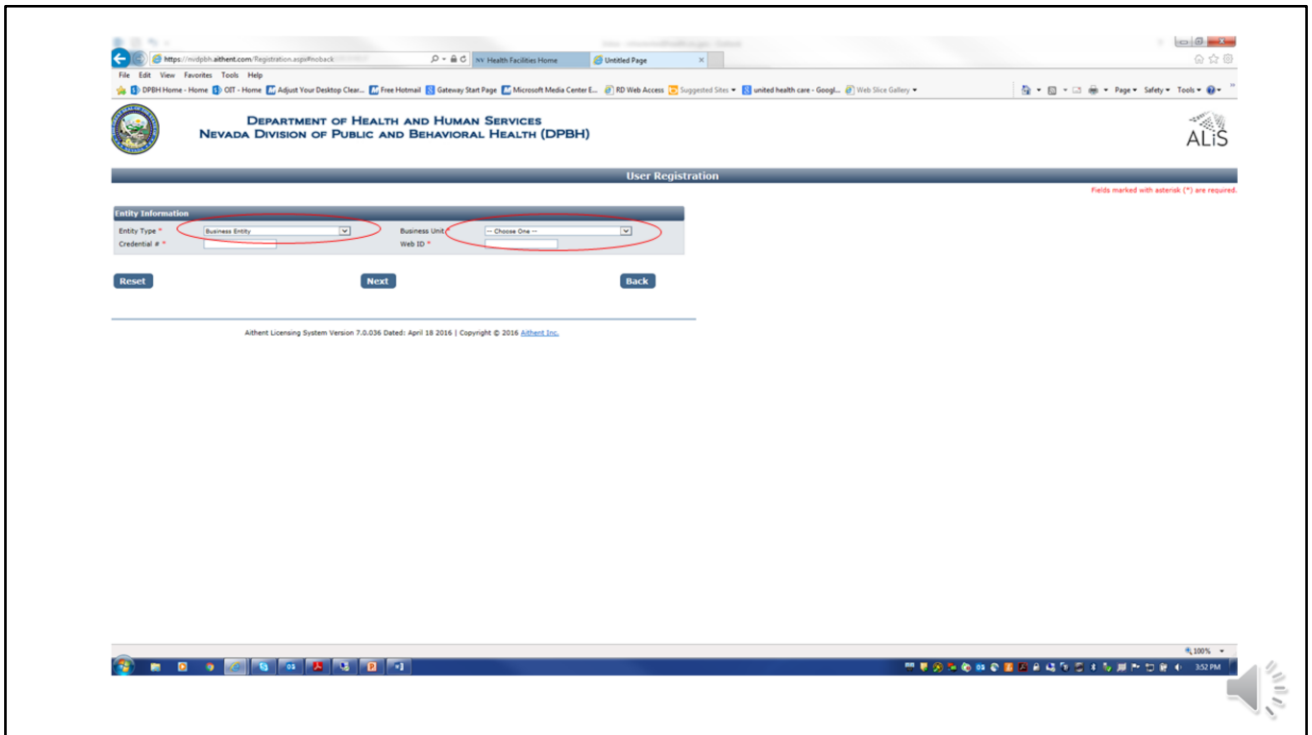 https://nvdpbh.aithent.com/Registration.aspx#noback
NV Health Facilities Home
Untitled Page
File Edit View Favorites Tools Help
DPBH Home - Home
OIT - Home
Adjust Your Desktop Clear...
Free Hotmail
Gateway Start Page
Microsoft Media Center E...
RD Web Access
Suggested Sites
united health care - Googl...
Web Slice Gallery
Page
Safety
Tools
DEPARTMENT OF HEALTH AND HUMAN SERVICES
NEVADA DIVISION OF PUBLIC AND BEHAVIORAL HEALTH (DPBH)
ALiS
User Registration
Fields marked with asterisk (*) are required.
Entity Information
Entity Type * Business Entity Business Unit * -- Choose One --
Credential # * Web ID *
Reset Next Back
Aithent Licensing System Version 7.0.036 Dated: April 18 2016 | Copyright © 2016 Aithent Inc.
100%
3:52 PM